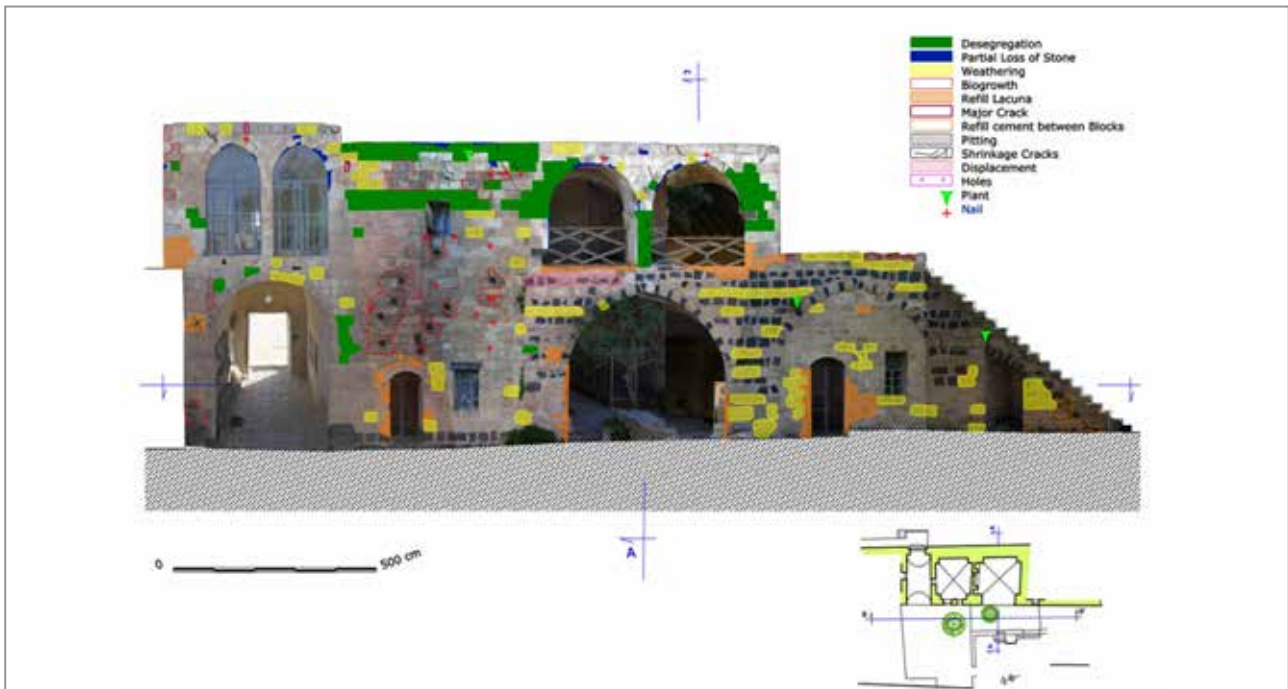 Desegregation
Partial Loss of Stone
Weathering
Biogrowth
Refill Lacuna
Major Crack
Refill cement between Blocks
Pitting
Shrinkage Cracks
Displacement
Holes
Plant
Nail
A
0 500 cm